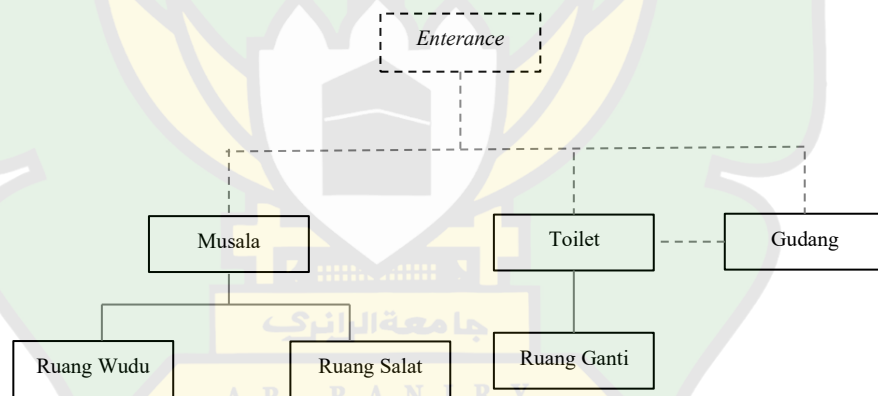 Enterance
Musala
Toilet
Gudang
Ruang Wudu
Ruang Salat
Ruang Ganti
جامعة الرانري
A R - R A N I R Y